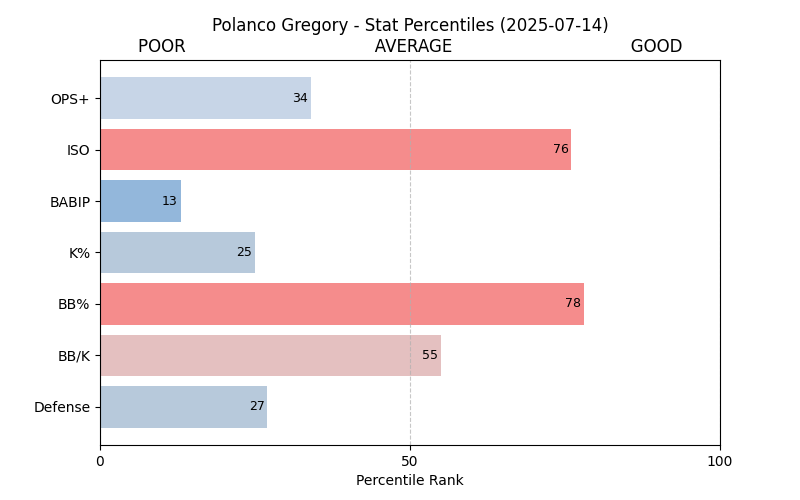 Polanco Gregory - Stat Percentiles (2025-07-14)
POOR AVERAGE GOOD
OPS+ 34
ISO 76
BABIP 13
K% 25
BB% 78
BB/K 55
Defense 27
0 50 100
Percentile Rank